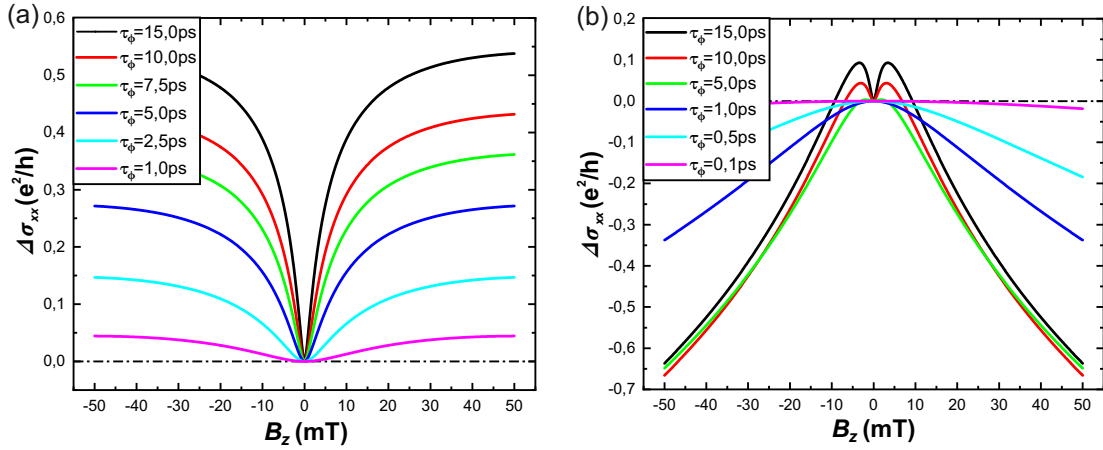 (a)
0,6
0,5
0,4
0,3
0,2
0,1
0,0
Δσxx (e²/h)
τϕ=15,0ps
τϕ=10,0ps
τϕ=7,5ps
τϕ=5,0ps
τϕ=2,5ps
τϕ=1,0ps
-50 -40 -30 -20 -10 0 10 20 30 40 50
Bz (mT)
(b)
0,2
0,1
0,0
-0,1
-0,2
-0,3
-0,4
-0,5
-0,6
-0,7
Δσxx (e²/h)
τϕ=15,0ps
τϕ=10,0ps
τϕ=5,0ps
τϕ=1,0ps
τϕ=0,5ps
τϕ=0,1ps
-50 -40 -30 -20 -10 0 10 20 30 40 50
Bz (mT)